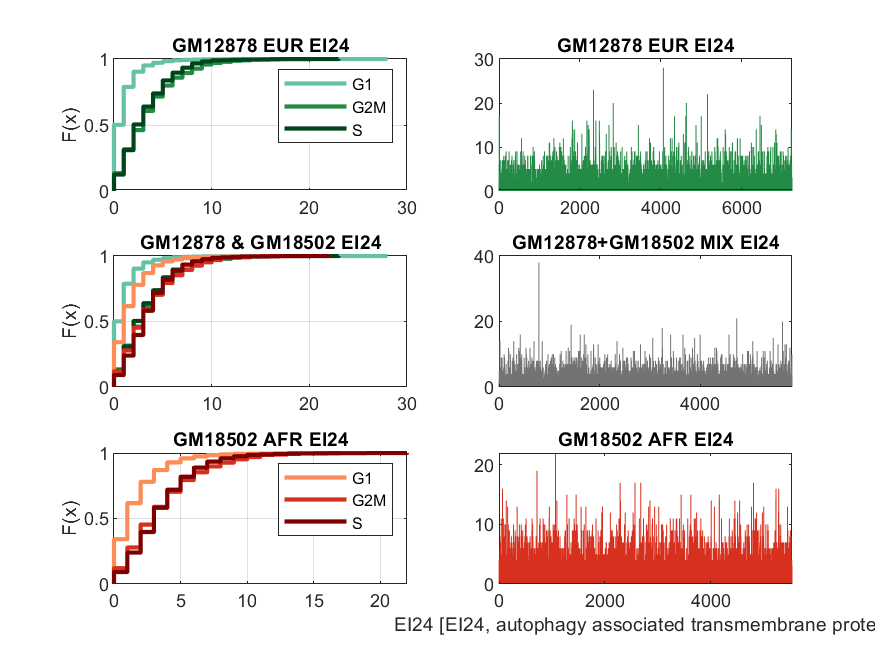 GM12878 EUR EI24
1
0.5
0
F(x)
0 10 20 30
G1
G2M
S
GM12878 EUR EI24
30
20
10
0
0 2000 4000 6000
GM12878 & GM18502 EI24
1
0.5
0
F(x)
0 10 20 30
GM12878+GM18502 MIX EI24
40
20
0
0 2000 4000
GM18502 AFR EI24
1
0.5
0
F(x)
0 5 10 15 20
G1
G2M
S
GM18502 AFR EI24
20
10
0
0 2000 4000
EI24 [EI24, autophagy associated transmembrane prote